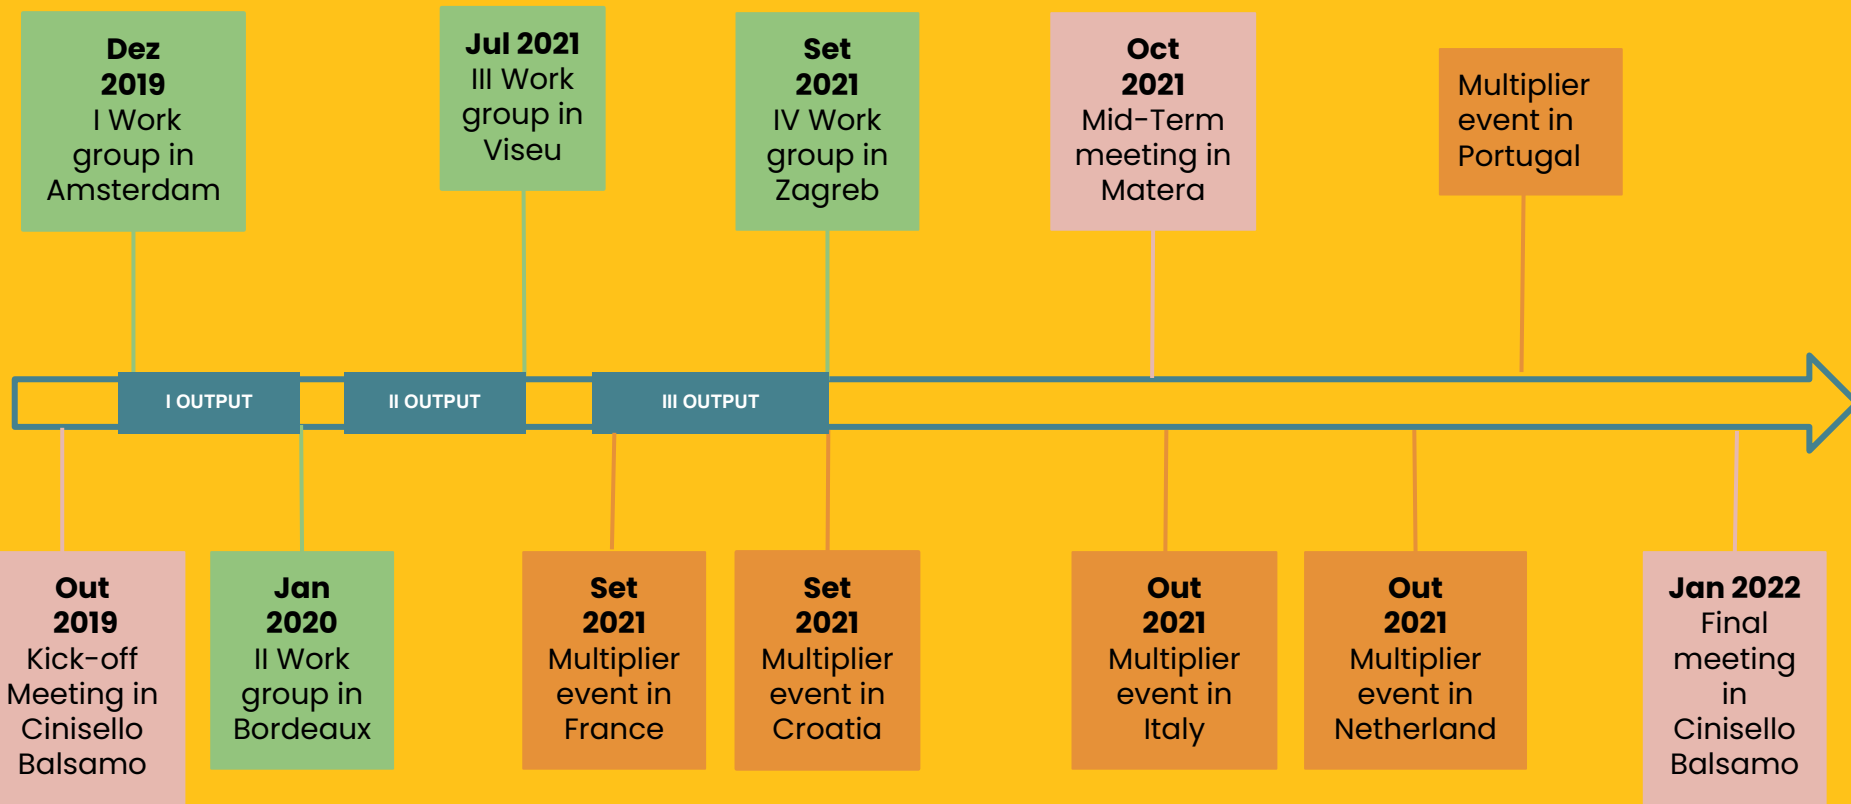 Dez
2019
I Work
group in
Amsterdam
Jul 2021
III Work
group in
Viseu
Set
2021
IV Work
group in
Zagreb
Oct
2021
Mid-Term
meeting in
Matera
Multiplier
event in
Portugal
I OUTPUT
II OUTPUT
III OUTPUT
Out
2019
Kick-off
Meeting in
Cinisello
Balsamo
Jan
2020
II Work
group in
Bordeaux
Set
2021
Multiplier
event in
France
Set
2021
Multiplier
event in
Croatia
Out
2021
Multiplier
event in
Italy
Out
2021
Multiplier
event in
Netherland
Jan 2022
Final
meeting
in
Cinisello
Balsamo